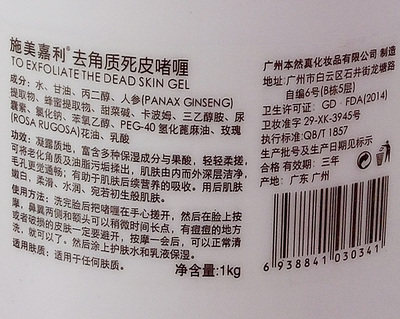 施美嘉利®去角质死皮啫喱
TO EXFOLIATE THE DEAD SKIN GEL
成分：水、甘油、丙二醇、人参(PANAX GINSENG)
提取物、蜂蜜提取物、甜菜碱、卡波姆、三乙醇胺、尿
囊素、氯化钠、苯氧乙醇、PEG-40 氢化蓖麻油、玫瑰
(ROSA RUGOSA)花油、乳酸
功效：凝露质地，富含多种保湿成分与果酸，轻轻柔搓，
可将老化角质及油脂污垢揉出，肌肤由内而外深层洁净，
毛孔更觉通畅；有助于肌肤后续营养的吸收。用后肌肤
嫩白，柔滑、水润、宛若初生般肌肤。
使用方法：洗完脸后把啫喱在手心搓开，然后在脸上按
摩，鼻翼两侧和额头可以稍微时间长点，有痘痘的地方
或者破损的皮肤一定要避开，按摩一会后，可以正常清
洗，就可以了。然后涂上护肤水和乳液保湿。
适用肤质：适用于任何肤质。
净含量:1kg
广州本然真化妆品有限公司 制造
地址：广州市白云区石井街龙塘路
自编6号(B栋5层)
卫生许可证：GD·FDA(2014)
卫妆准字 29-XK-3945号
执行标准:QB/T 1857
生产批号及生产日期见标示
合格 有效期：三年
产地：广东 广州
6 938841 030341